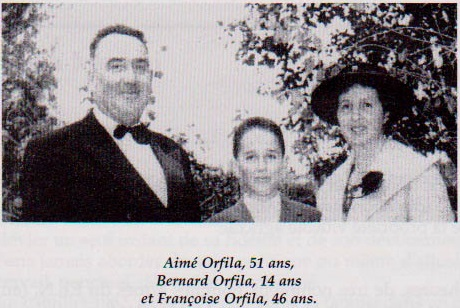 Aimé Orfila, 51 ans,
Bernard Orfila, 14 ans
et Françoise Orfila, 46 ans.